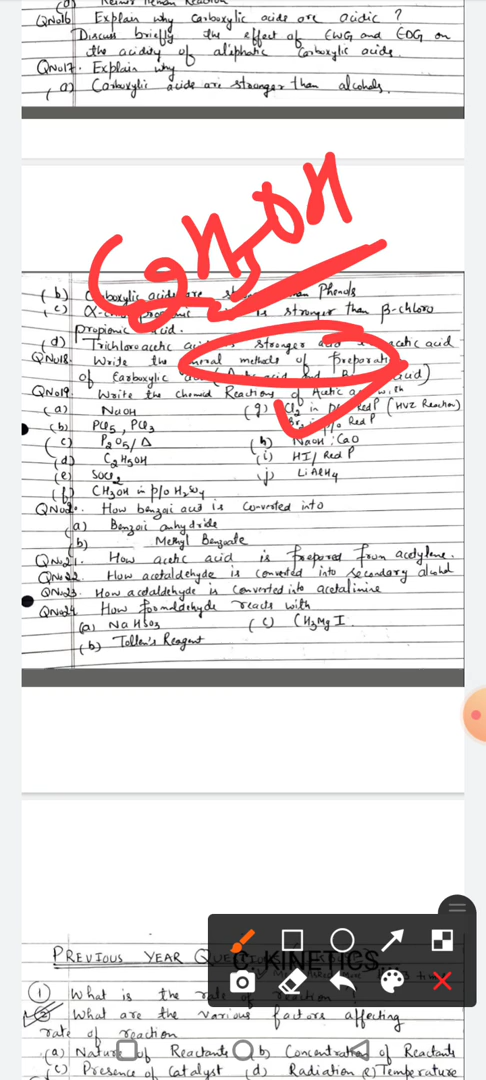 (d) Reimer Tieman Reaction
QNo16 Explain why Carboxylic acids are acidic ?
Discuss briefly the effect of EWG and EDG on
the acidity of aliphatic Carboxylic acids.
QNo17. Explain why
(a) Carboxylic acids are stronger than alcohols.
C2H5OH
(b) Carboxylic acids are than Phenols
(c) is stronger than β-chloro
propionic acid.
(d) Trichloroacetic stronger acid acetic acid
QNo18. Write the methods of Preparat
of Carboxylic
QNo19. Write the chemical Reactions of Acetic
(a) NaOH (g) Cl2 in Red P (HVZ Reaction)
(b) PCl5, PCl3 Red P
(c) P2O5/Δ (h) NaOH; CaO
(d) C2H5OH (i) HI/Red P
(e) SOCl2 j. LiAlH4
(f) CH3OH in p/o H2SO4
QNo20. How benzoic acid is converted into
(a) Benzoic anhydride
(b) Methyl Benzoate
QNo21. How acetic acid is Prepared from acetylene.
QNo22. How acetaldehyde is converted into secondary alcohol
QNo23. How acetaldehyde is converted into acetalimine
QNo24. How formaldehyde reacts with
(a) NaHSO3 (c) CH3MgI.
(b) Tollen's Reagent
PREVIOUS YEAR
C. KINETICS
① What is the rate of reaction
② What are the various factors affecting
rate of reaction
(a) Nature of Reactants (b) Concentration of Reactants
(c) Presence of Catalyst (d) Radiation (e) Temperature